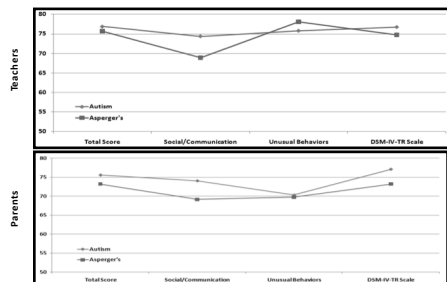 Teachers
80
75
70
65
60
55
50
Autism
Asperger's
Total Score Social/Communication Unusual Behaviors DSM-IV-TR Scale
Parents
80
75
70
65
60
55
50
Autism
Asperger's
Total Score Social/Communication Unusual Behaviors DSM-IV-TR Scale